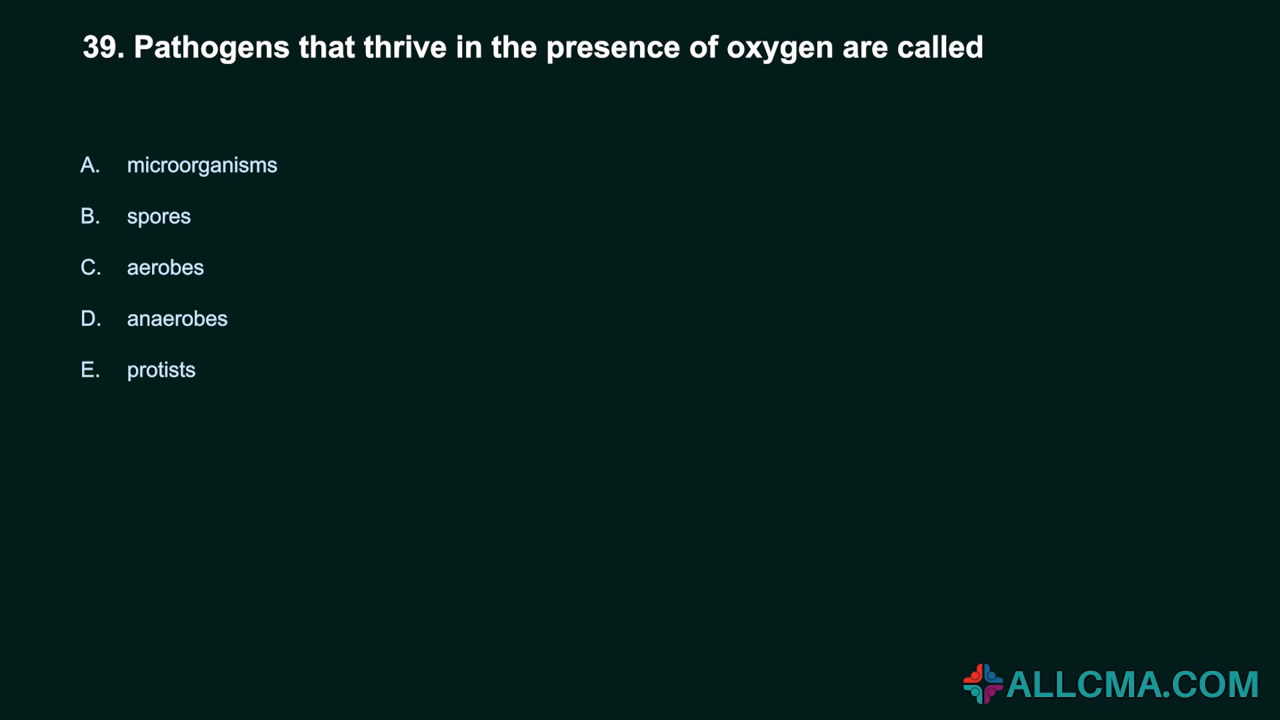 39. Pathogens that thrive in the presence of oxygen are called
A. microorganisms
B. spores
C. aerobes
D. anaerobes
E. protists
ALLCMA.COM